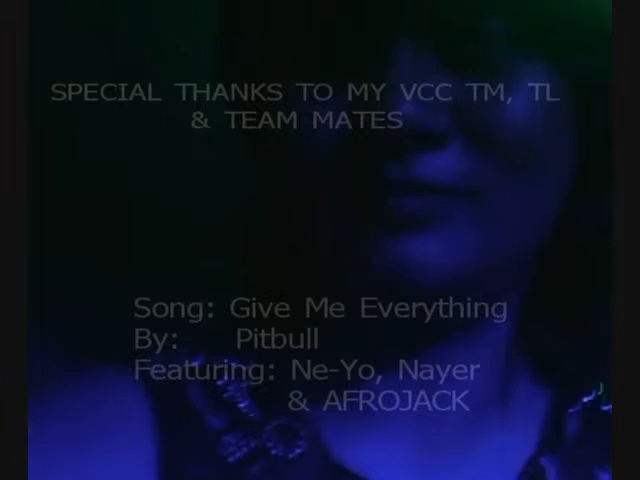 SPECIAL THANKS TO MY VCC TM, TL
& TEAM MATES
Song: Give Me Everything
By: Pitbull
Featuring: Ne-Yo, Nayer
& AFROJACK